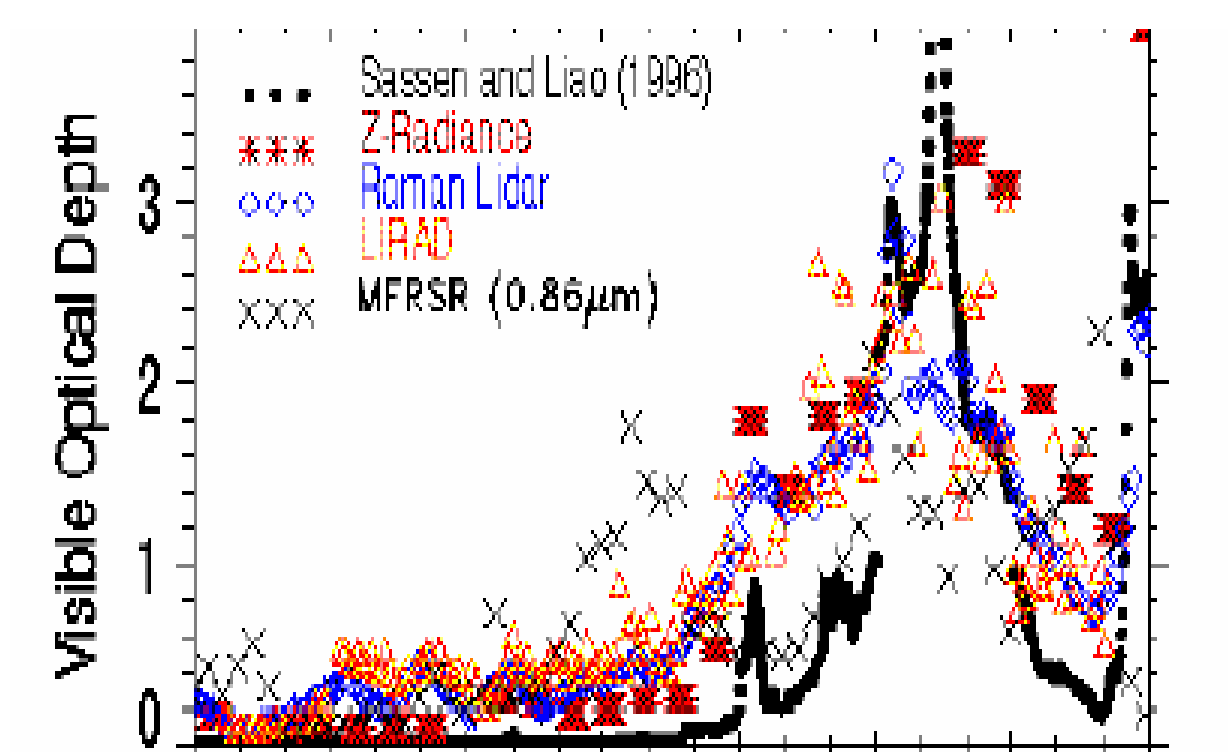 Sassen and Liao (1996)
Z-Radiance
Raman Lidar
LIRAD
MFRSR (0.86μm)
Visible Optical Depth
3
2
1
0